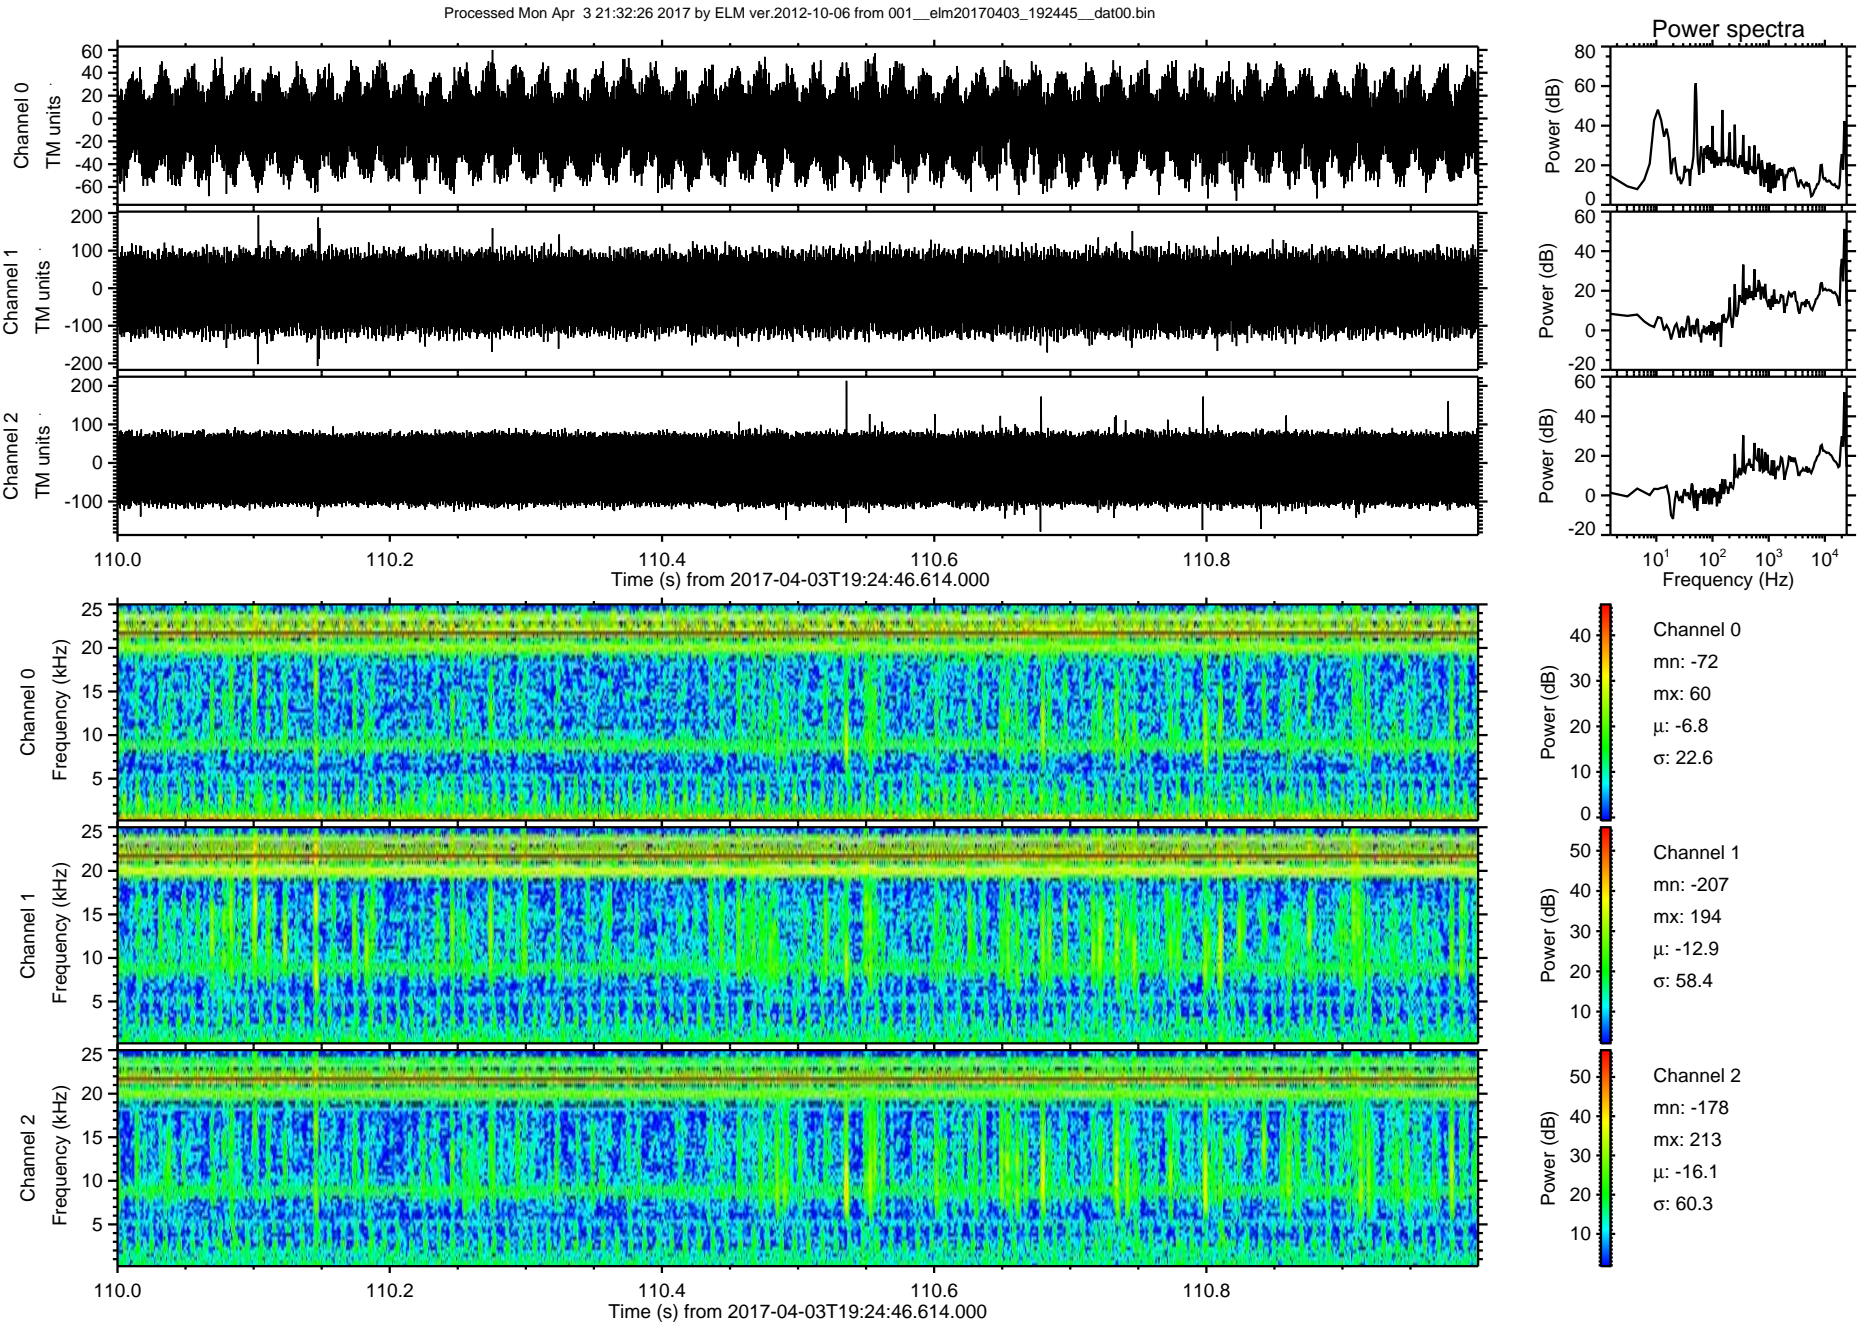 Processed Mon Apr  3 21:32:26 2017 by ELM ver.2012-10-06 from 001__elm20170403_192445__dat00.bin
Power spectra
Channel 0
TM units
60
40
20
0
-20
-40
-60
Power (dB)
80
60
40
20
0
Channel 1
TM units
200
100
0
-100
-200
Power (dB)
60
40
20
0
-20
Channel 2
TM units
200
100
0
-100
Power (dB)
60
40
20
0
-20
110.0 110.2 110.4 110.6 110.8
Time (s) from 2017-04-03T19:24:46.614.000
10^1 10^2 10^3 10^4
Frequency (Hz)
Channel 0
Frequency (kHz)
25
20
15
10
5
Power (dB)
40
30
20
10
0
Channel 0
mn: -72
mx: 60
µ: -6.8
σ: 22.6
Channel 1
Frequency (kHz)
25
20
15
10
5
Power (dB)
50
40
30
20
10
Channel 1
mn: -207
mx: 194
µ: -12.9
σ: 58.4
Channel 2
Frequency (kHz)
25
20
15
10
5
Power (dB)
50
40
30
20
10
Channel 2
mn: -178
mx: 213
µ: -16.1
σ: 60.3
110.0 110.2 110.4 110.6 110.8
Time (s) from 2017-04-03T19:24:46.614.000